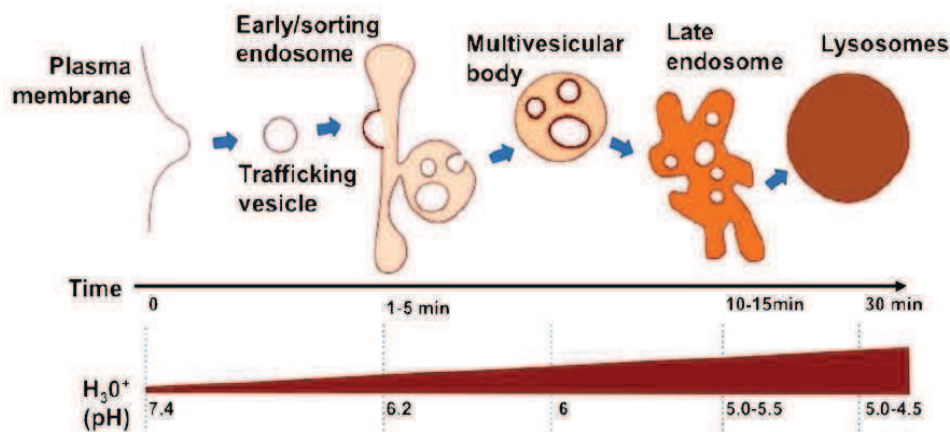 Plasma
membrane
Early/sorting
endosome
Trafficking
vesicle
Multivesicular
body
Late
endosome
Lysosomes
Time
0
1-5 min
10-15min
30 min
H₃0⁺
(pH)
7.4
6.2
6
5.0-5.5
5.0-4.5